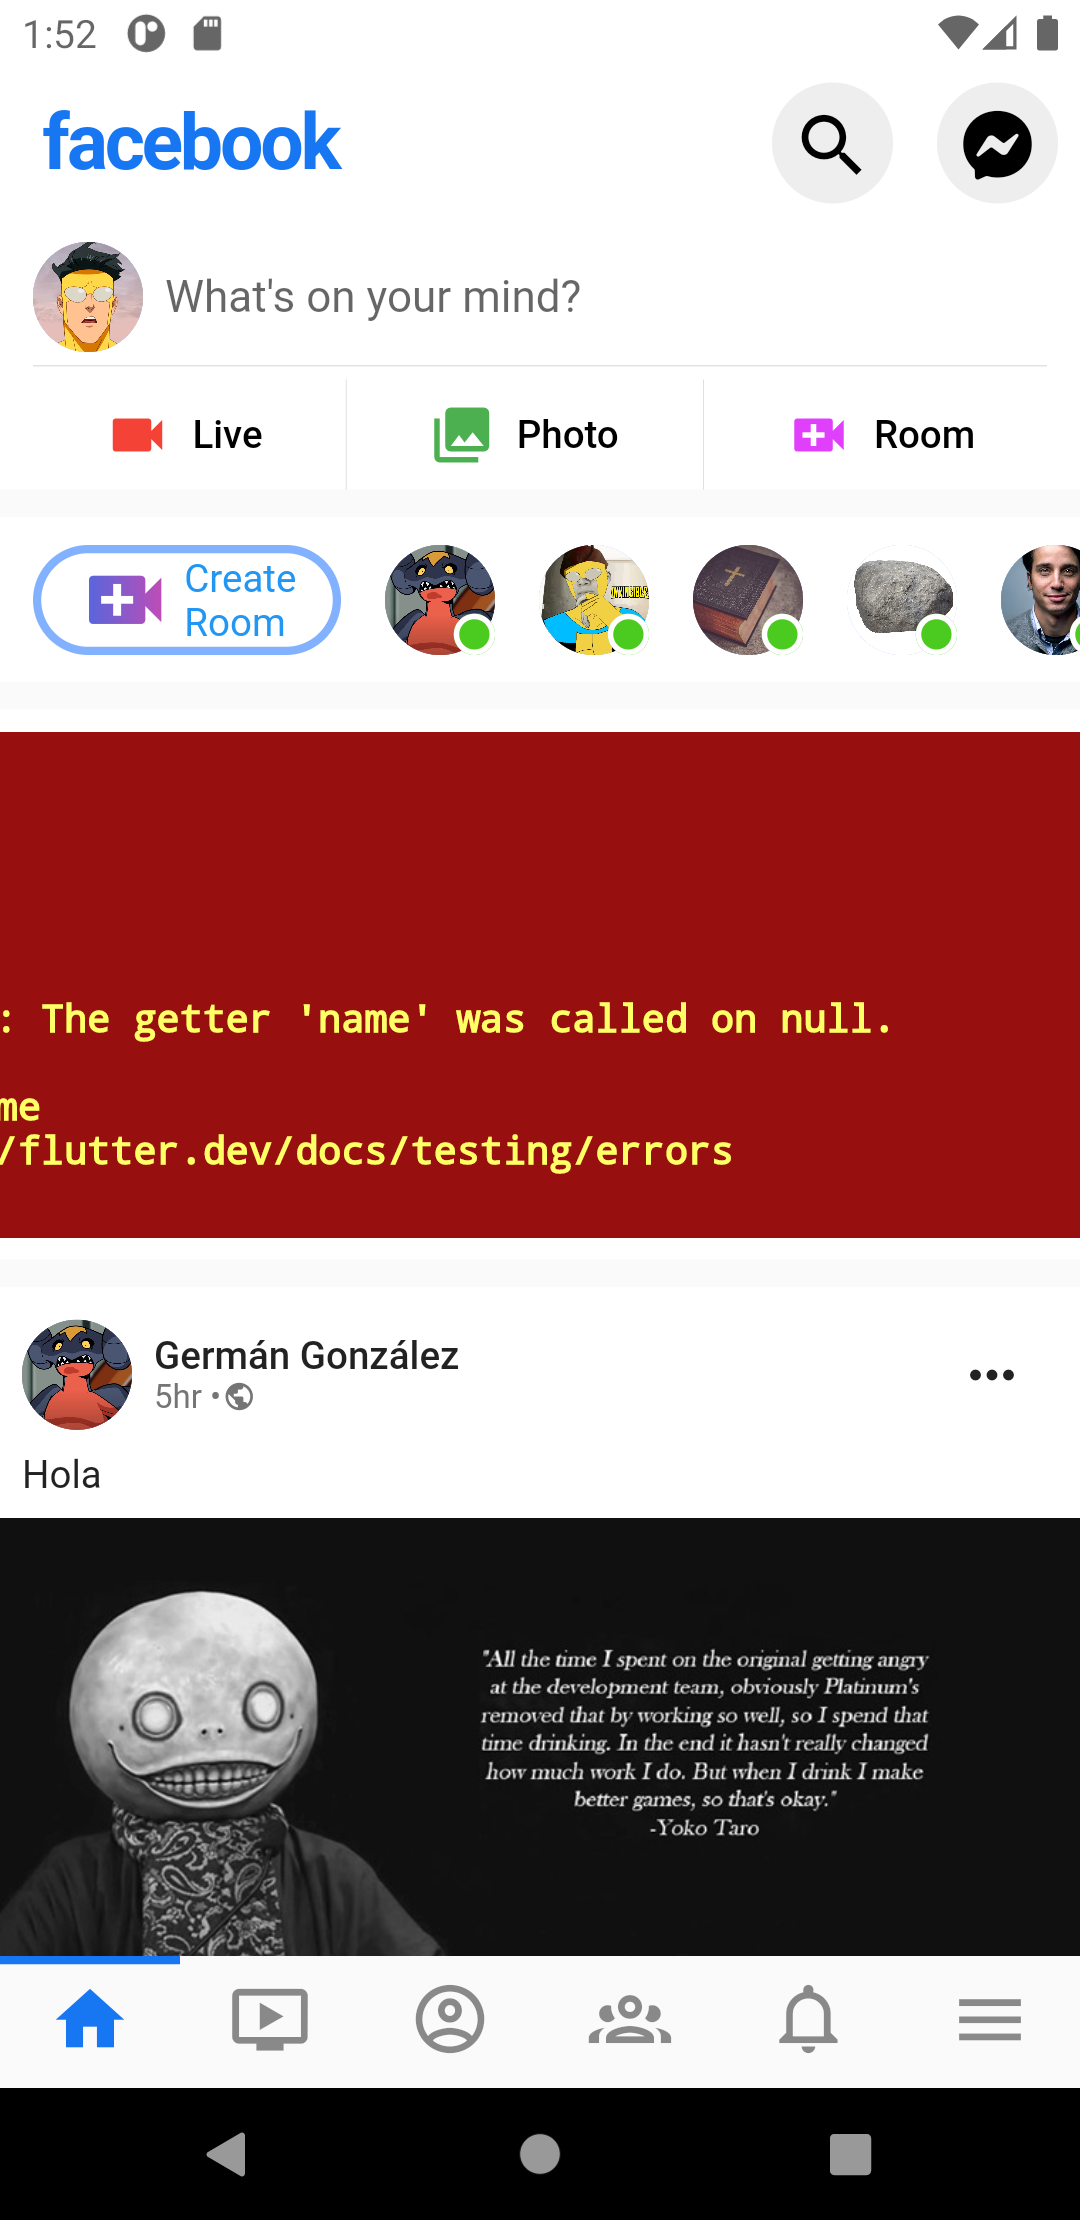 1:52
facebook
What's on your mind?
Live
Photo
Room
Create
Room
: The getter 'name' was called on null.
me
/flutter.dev/docs/testing/errors
Germán González
5hr •
Hola
"All the time I spent on the original getting angry
at the development team, obviously Platinum's
removed that by working so well, so I spend that
time drinking. In the end it hasn't really changed
how much work I do. But when I drink I make
better games, so that's okay."
-Yoko Taro